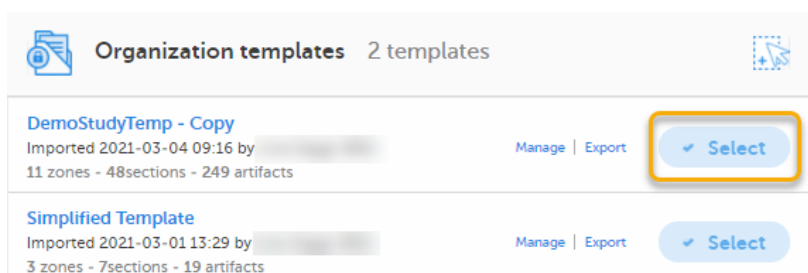 Organization templates 2 templates
DemoStudyTemp - Copy
Imported 2021-03-04 09:16 by
Manage | Export
Select
11 zones - 48sections - 249 artifacts
Simplified Template
Imported 2021-03-01 13:29 by
Manage | Export
Select
3 zones - 7sections - 19 artifacts